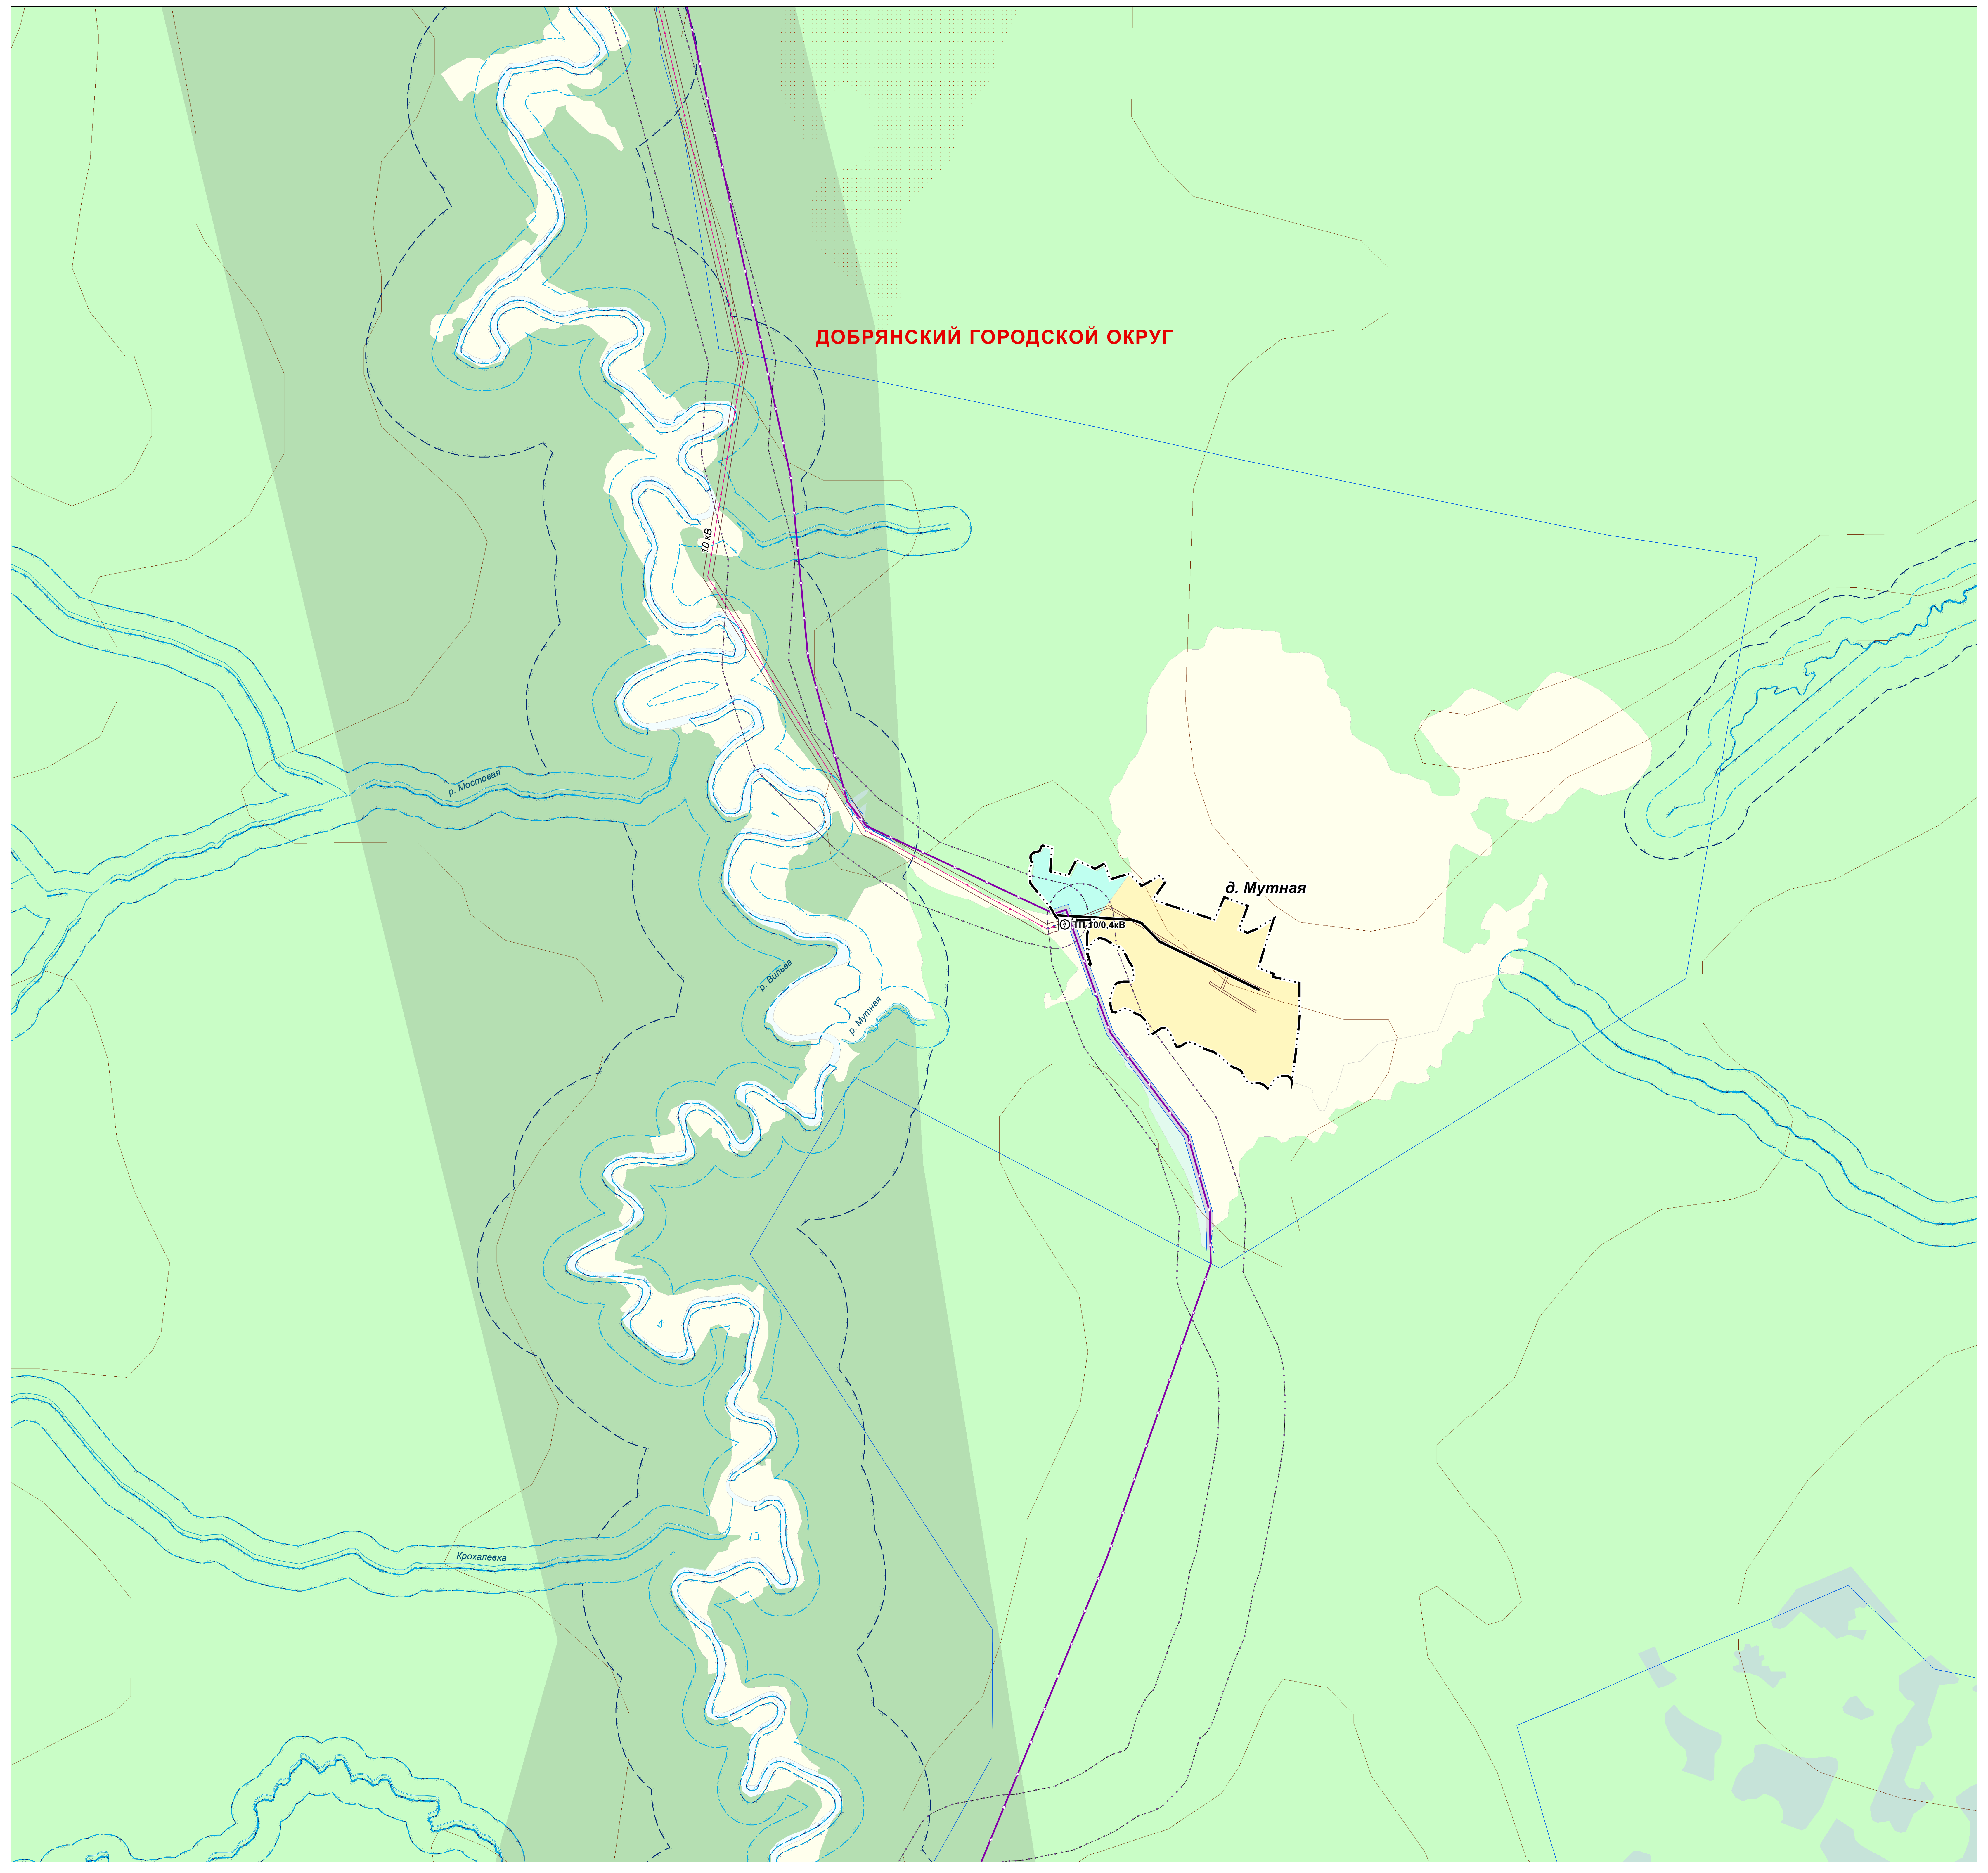 ДОБРЯНСКИЙ ГОРОДСКОЙ ОКРУГ
10 кВ
р. Мостовая
д. Мутная
ТП 10/0,4кВ
р. Вильва
р. Мутная
Крохалевка